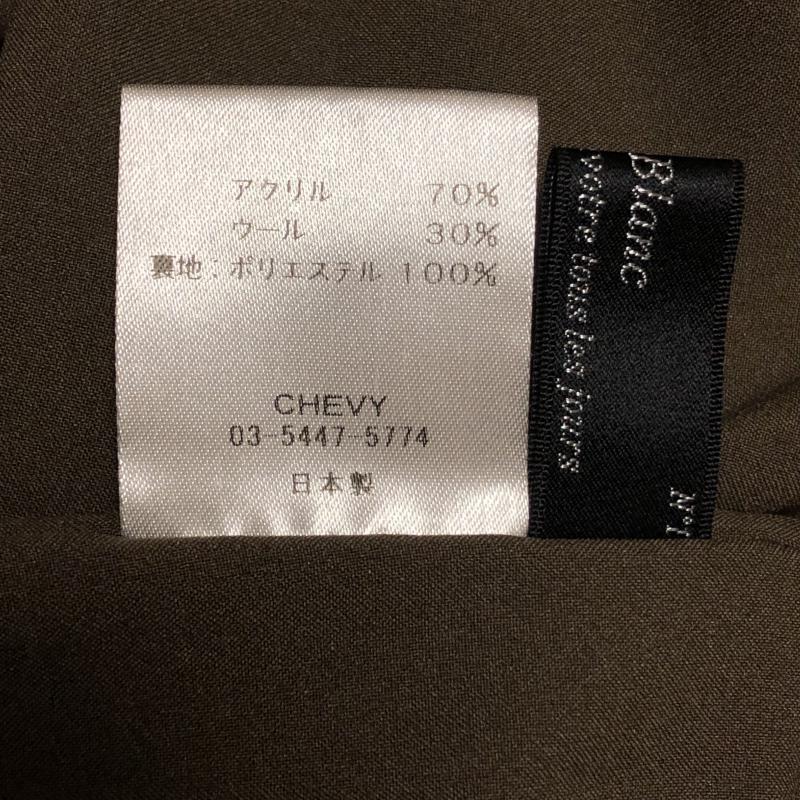 アクリル 70%
ウール 30%
裏地:ポリエステル 100%
CHEVY
03-5447-5774
日本製
Blanc
votre tous les jours